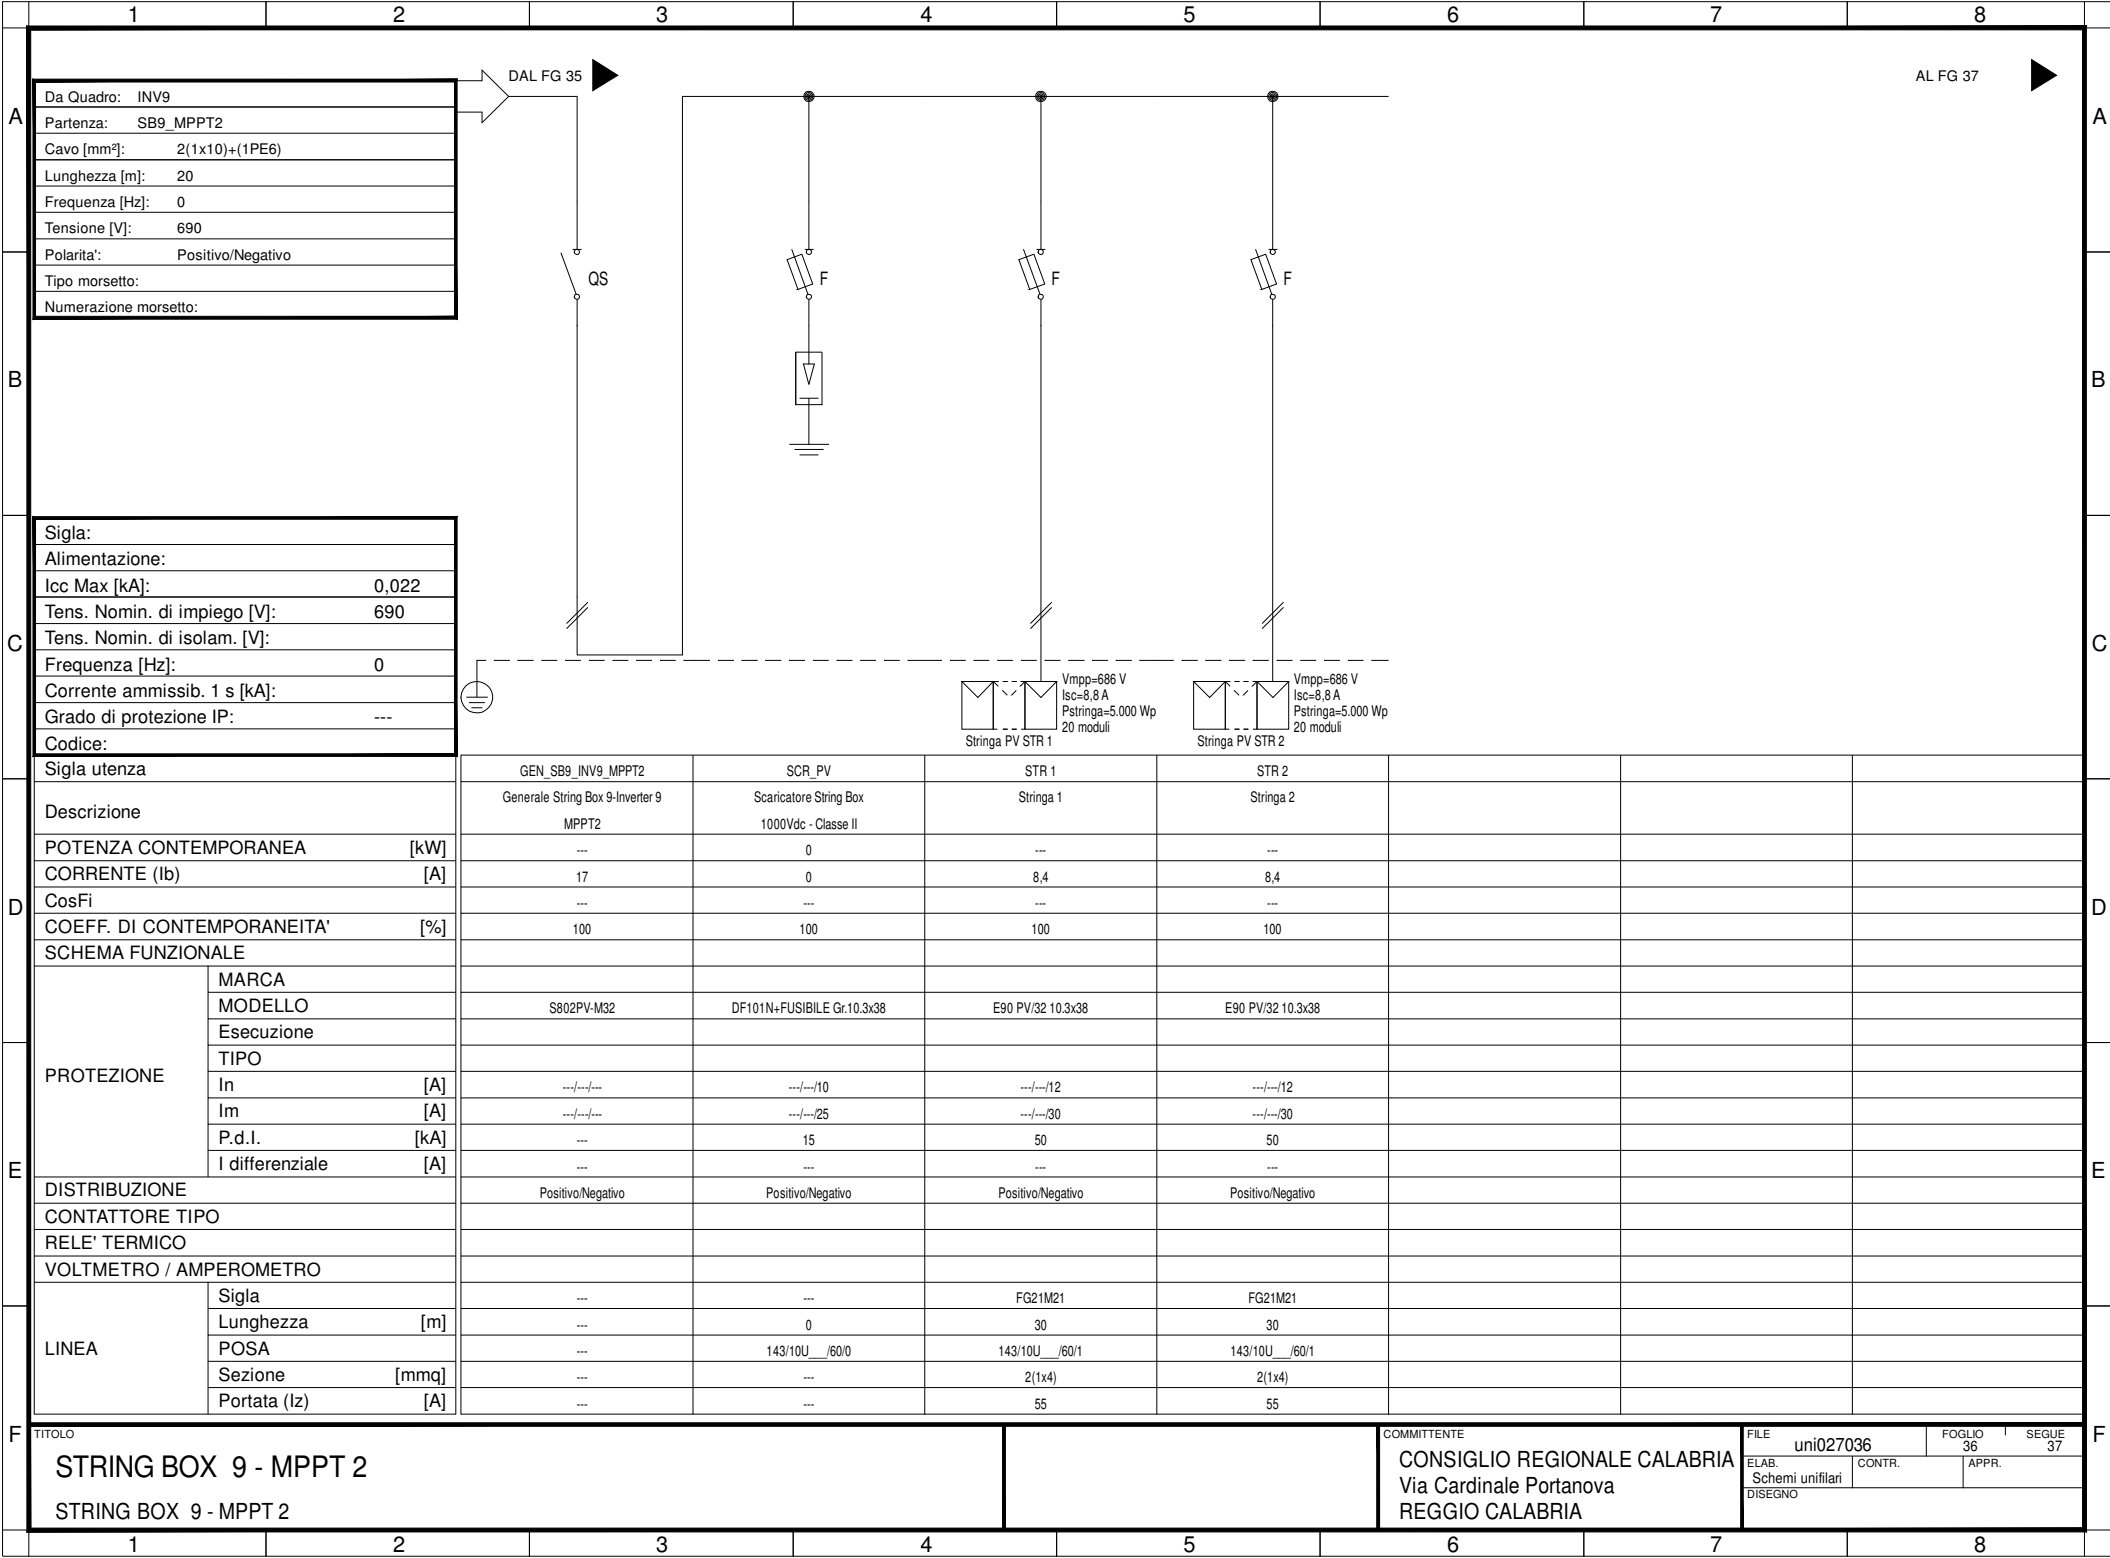 1 2 3 4 5 6 7 8
A A
B B
C C
D D
E E
F F
DAL FG 35
AL FG 37
Da Quadro: INV9
Partenza: SB9_MPPT2
Cavo [mm²]: 2(1x10)+(1PE6)
Lunghezza [m]: 20
Frequenza [Hz]: 0
Tensione [V]: 690
Polarita': Positivo/Negativo
Tipo morsetto:
Numerazione morsetto:
QS
F
F
F
Sigla:
Alimentazione:
Icc Max [kA]: 0,022
Tens. Nomin. di impiego [V]: 690
Tens. Nomin. di isolam. [V]:
Frequenza [Hz]: 0
Corrente ammissib. 1 s [kA]:
Grado di protezione IP: ---
Codice:
Vmpp=686 V
Isc=8,8 A
Pstringa=5.000 Wp
20 moduli
Stringa PV STR 1
Vmpp=686 V
Isc=8,8 A
Pstringa=5.000 Wp
20 moduli
Stringa PV STR 2
Sigla utenza GEN_SB9_INV9_MPPT2 SCR_PV STR 1 STR 2
Descrizione Generale String Box 9-Inverter 9 MPPT2 Scaricatore String Box 1000Vdc - Classe II Stringa 1 Stringa 2
POTENZA CONTEMPORANEA [kW] --- 0 --- ---
CORRENTE (Ib) [A] 17 0 8,4 8,4
CosFi --- --- --- ---
COEFF. DI CONTEMPORANEITA' [%] 100 100 100 100
SCHEMA FUNZIONALE
PROTEZIONE
MARCA
MODELLO S802PV-M32 DF101N+FUSIBILE Gr.10.3x38 E90 PV/32 10.3x38 E90 PV/32 10.3x38
Esecuzione
TIPO
In [A] ---/---/--- ---/---/10 ---/---/12 ---/---/12
Im [A] ---/---/--- ---/---/25 ---/---/30 ---/---/30
P.d.I. [kA] --- 15 50 50
I differenziale [A] --- --- --- ---
DISTRIBUZIONE Positivo/Negativo Positivo/Negativo Positivo/Negativo Positivo/Negativo
CONTATTORE TIPO
RELE' TERMICO
VOLTMETRO / AMPEROMETRO
LINEA
Sigla --- --- FG21M21 FG21M21
Lunghezza [m] --- 0 30 30
POSA --- 143/10U___/60/0 143/10U___/60/1 143/10U___/60/1
Sezione [mmq] --- --- 2(1x4) 2(1x4)
Portata (Iz) [A] --- --- 55 55
TITOLO
STRING BOX 9 - MPPT 2
STRING BOX 9 - MPPT 2
COMMITTENTE
CONSIGLIO REGIONALE CALABRIA
Via Cardinale Portanova
REGGIO CALABRIA
FILE uni027036
FOGLIO 36
SEGUE 37
ELAB. Schemi unifilari
CONTR.
APPR.
DISEGNO
1 2 3 4 5 6 7 8